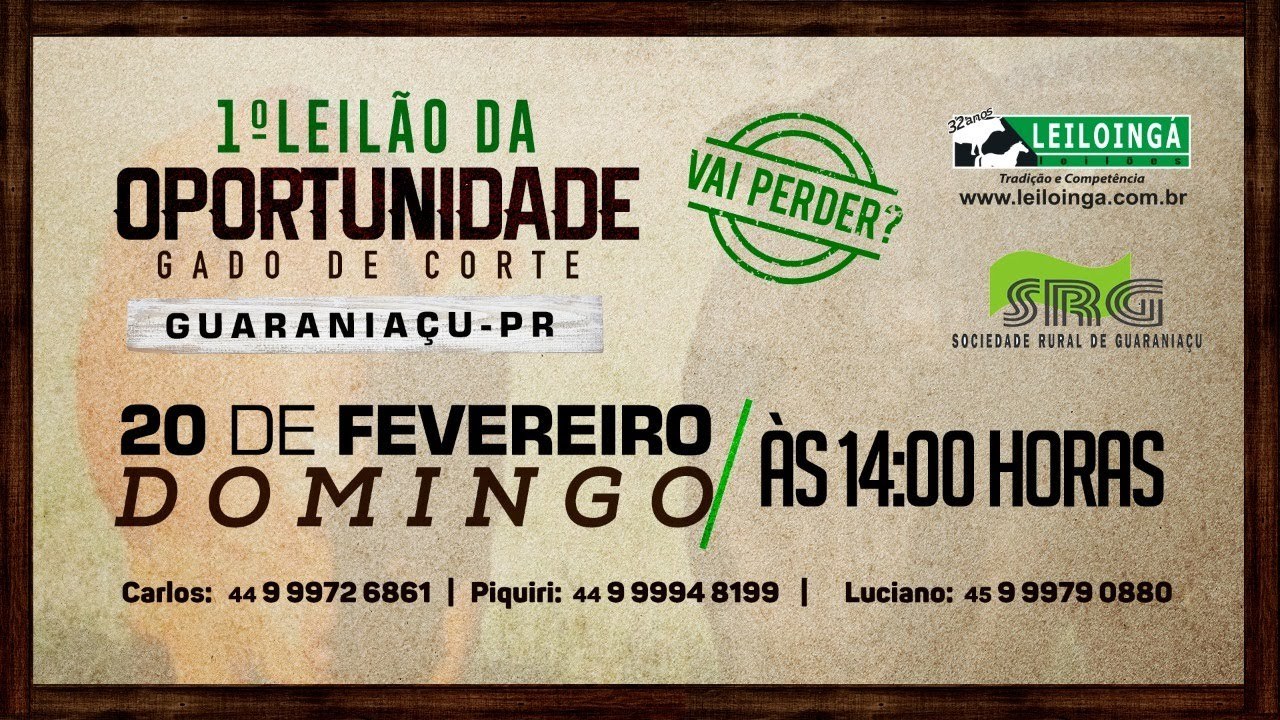 1º LEILÃO DA
OPORTUNIDADE
GADO DE CORTE
GUARANIAÇU-PR
VAI PERDER?
32 anos
LEILOINGÁ
leilões
Tradição e Competência
www.leiloinga.com.br
SRG
SOCIEDADE RURAL DE GUARANIAÇU
20 DE FEVEREIRO
DOMINGO
ÀS 14:00 HORAS
Carlos: 44 9 9972 6861 | Piquiri: 44 9 9994 8199 | Luciano: 45 9 9979 0880